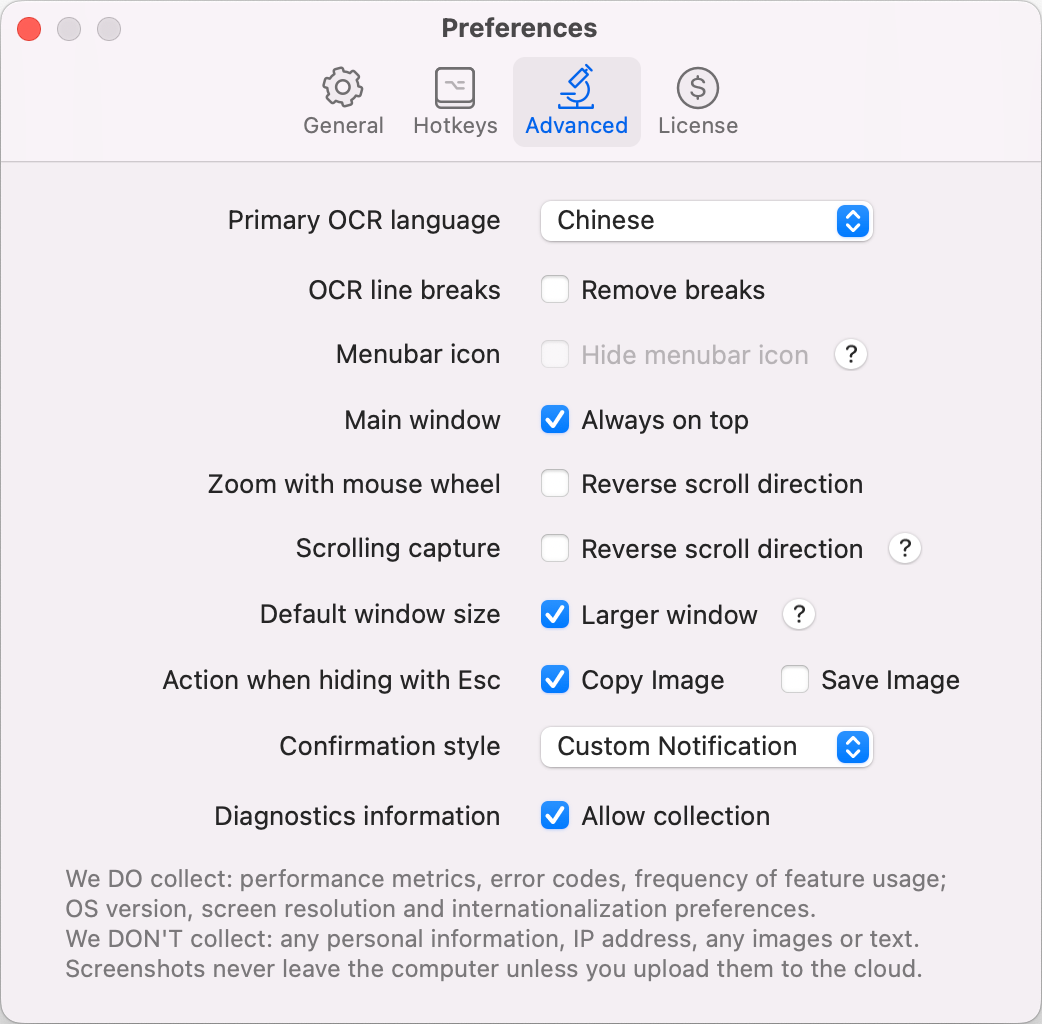 Preferences
General Hotkeys Advanced License
Primary OCR language Chinese
OCR line breaks Remove breaks
Menubar icon Hide menubar icon ?
Main window Always on top
Zoom with mouse wheel Reverse scroll direction
Scrolling capture Reverse scroll direction ?
Default window size Larger window ?
Action when hiding with Esc Copy Image Save Image
Confirmation style Custom Notification
Diagnostics information Allow collection
We DO collect: performance metrics, error codes, frequency of feature usage;
OS version, screen resolution and internationalization preferences.
We DON'T collect: any personal information, IP address, any images or text.
Screenshots never leave the computer unless you upload them to the cloud.